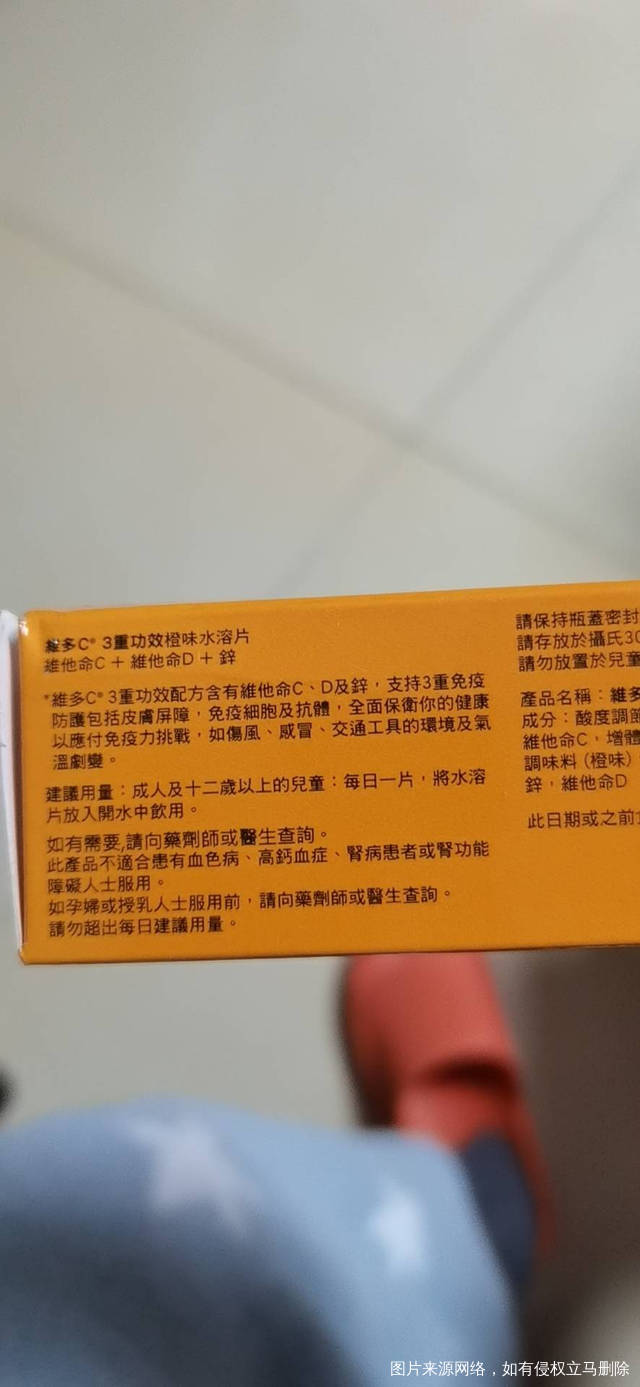 維多C® 3重功效橙味水溶片
維他命C + 維他命D + 鋅
*維多C® 3重功效配方含有維他命C、D及鋅，支持3重免疫
防護包括皮膚屏障，免疫細胞及抗體，全面保衛你的健康
以應付免疫力挑戰，如傷風、感冒、交通工具的環境及氣
溫劇變。
建議用量：成人及十二歲以上的兒童：每日一片，將水溶
片放入開水中飲用。
如有需要,請向藥劑師或醫生查詢。
此產品不適合患有血色病、高鈣血症、腎病患者或腎功能
障礙人士服用。
如孕婦或授乳人士服用前，請向藥劑師或醫生查詢。
請勿超出每日建議用量。
請保持瓶蓋密封
請存放於攝氏30
請勿放置於兒童
產品名稱：維多
成分：酸度調節
維他命C，增體
調味料 (橙味)
鋅，維他命D
此日期或之前
图片来源网络，如有侵权立马删除